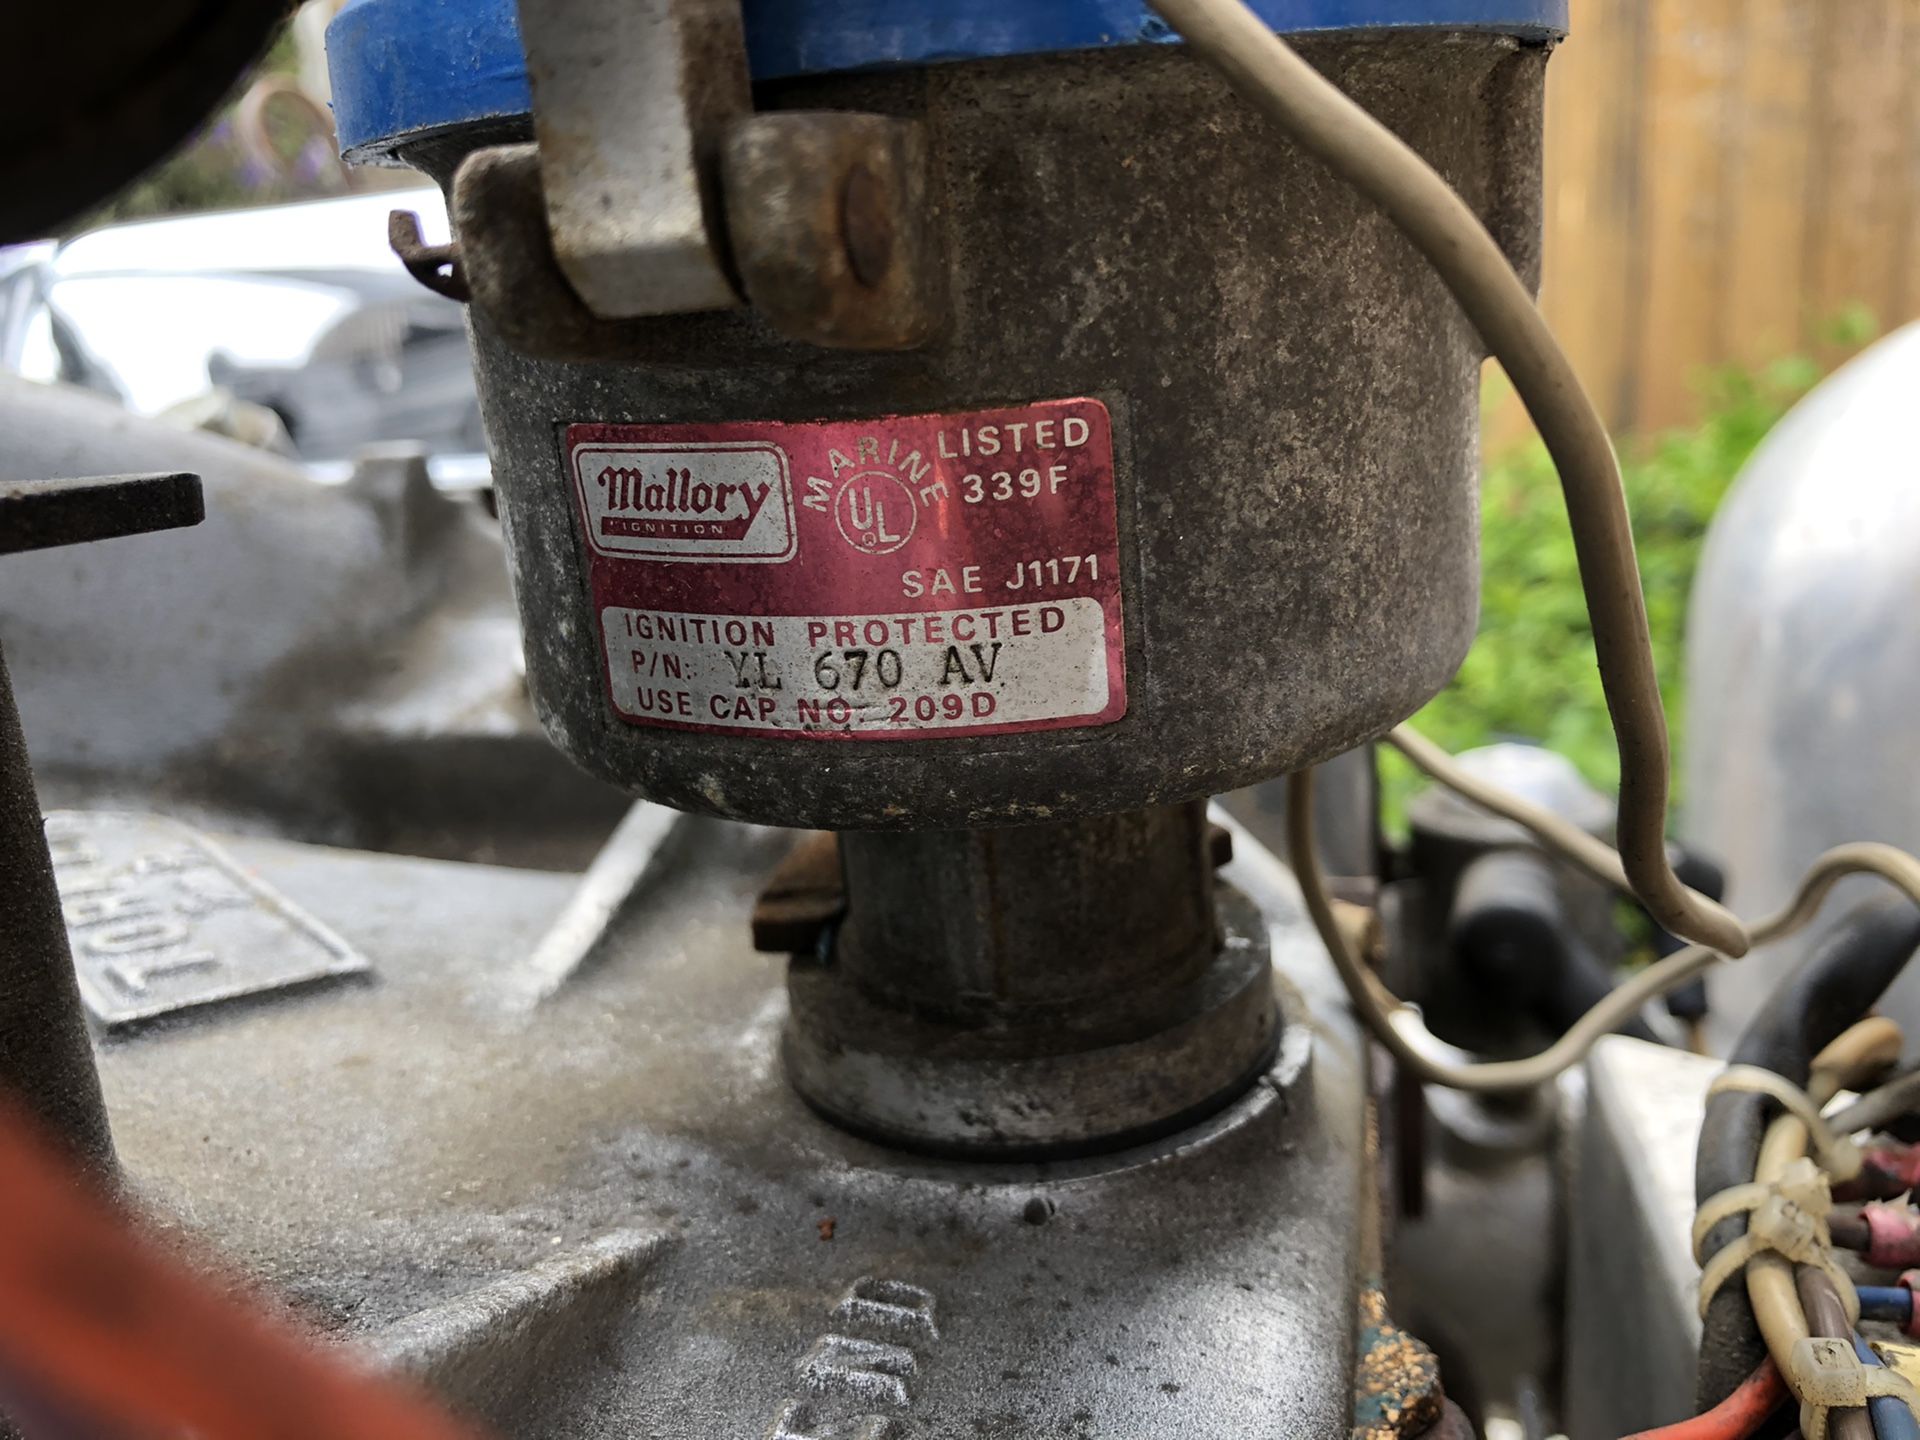 Mallory
IGNITION
MARINE
UL
Q
LISTED
339F
SAE J1171
IGNITION PROTECTED
P/N: YL 670 AV
USE CAP NO. 209D